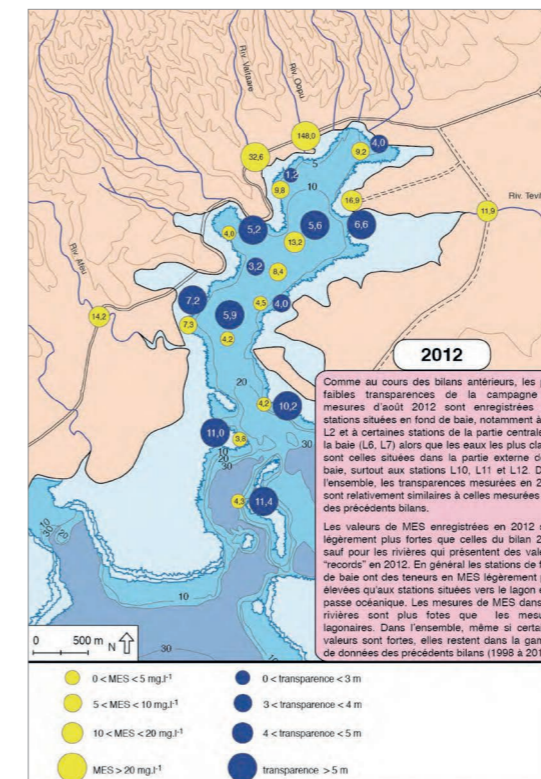 Riv. Vaitaare
Riv. Oopu
148,0
32,6
4,0
9,2
1,2
5
9,8
10
16,9
Riv. Tevi
11,9
5,2
5,6
6,6
4,0
13,2
Riv. Afeu
3,2
8,4
7,2
4,5
4,0
14,2
5,9
7,3
4,2
2012
20
4,2
10,2
11,0
3,6
10
20
30
30
4,3
11,4
10
20
30
10
30
0 500 m N
Comme au cours des bilans antérieurs, les p
faibles transparences de la campagne
mesures d'août 2012 sont enregistrées
stations situées en fond de baie, notamment à
L2 et à certaines stations de la partie centrale
la baie (L6, L7) alors que les eaux les plus cla
sont celles situées dans la partie externe de
baie, surtout aux stations L10, L11 et L12. D
l'ensemble, les transparences mesurées en 2
sont relativement similaires à celles mesurées
des précédents bilans.
Les valeurs de MES enregistrées en 2012 s
légèrement plus fortes que celles du bilan 2
sauf pour les rivières qui présentent des vale
"records" en 2012. En général les stations de f
de baie ont des teneurs en MES légèrement p
élevées qu'aux stations situées vers le lagon e
passe océanique. Les mesures de MES dans
rivières sont plus fotes que les mesu
lagonaires. Dans l'ensemble, même si certai
valeurs sont fortes, elles restent dans la gam
de données des précédents bilans (1998 à 201
0 < MES < 5 mg.l⁻¹
0 < transparence < 3 m
5 < MES < 10 mg.l⁻¹
3 < transparence < 4 m
10 < MES < 20 mg.l⁻¹
4 < transparence < 5 m
MES > 20 mg.l⁻¹
transparence > 5 m